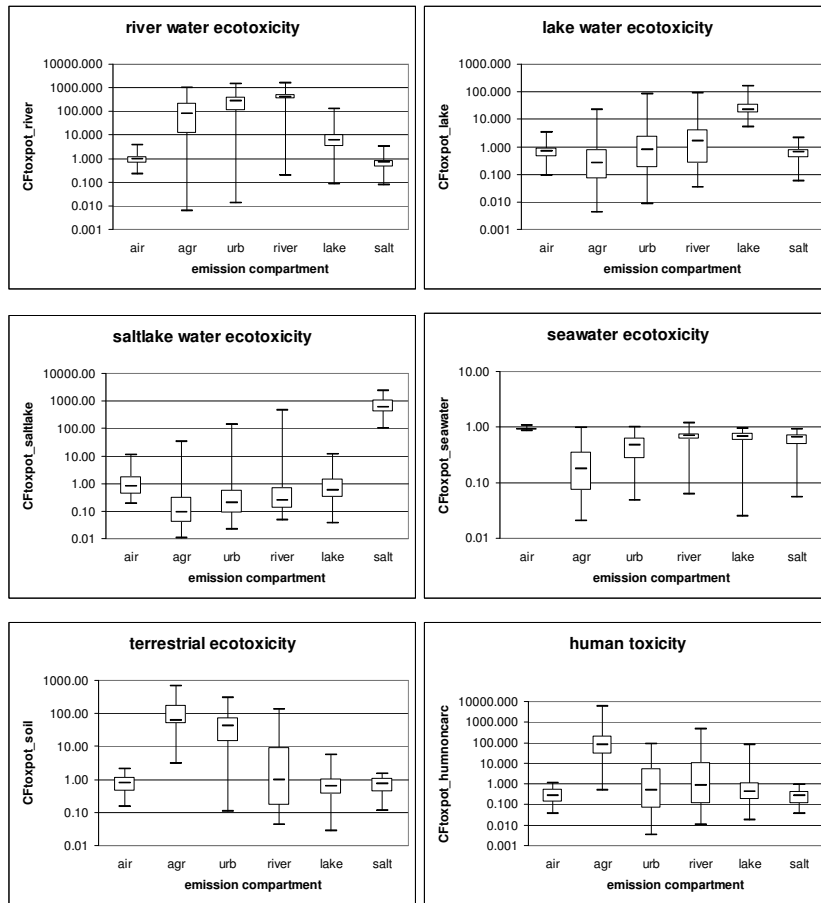 river water ecotoxicity
CFtoxpot_river
10000.000
1000.000
100.000
10.000
1.000
0.100
0.010
0.001
air agr urb river lake salt
emission compartment
lake water ecotoxicity
CFtoxpot_lake
1000.000
100.000
10.000
1.000
0.100
0.010
0.001
air agr urb river lake salt
emission compartment
saltlake water ecotoxicity
CFtoxpot_saltlake
10000.00
1000.00
100.00
10.00
1.00
0.10
0.01
air agr urb river lake salt
emission compartment
seawater ecotoxicity
CFtoxpot_seawater
10.00
1.00
0.10
0.01
air agr urb river lake salt
emission compartment
terrestrial ecotoxicity
CFtoxpot_soil
1000.00
100.00
10.00
1.00
0.10
0.01
air agr urb river lake salt
emission compartment
human toxicity
CFtoxpot_humnoncarc
10000.000
1000.000
100.000
10.000
1.000
0.100
0.010
0.001
air agr urb river lake salt
emission compartment